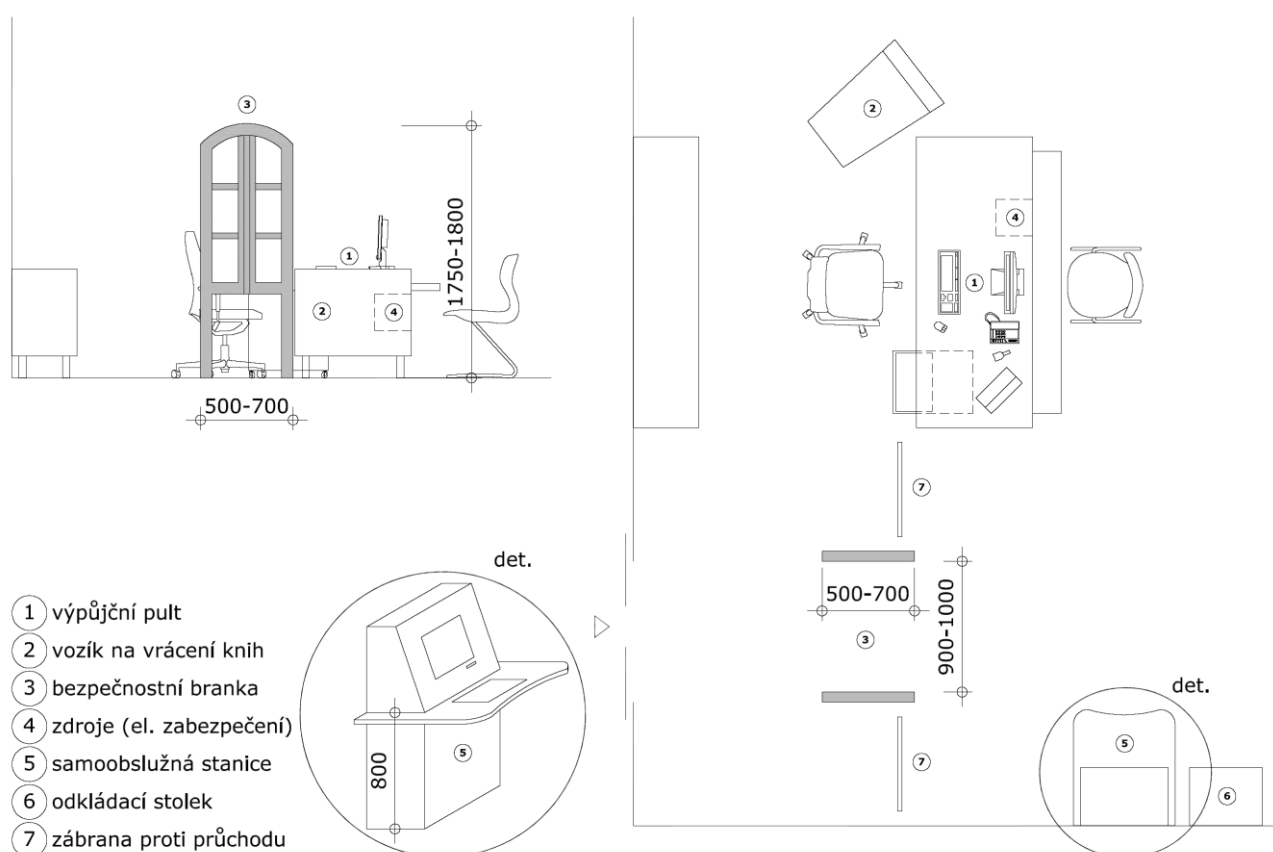 3
1
2
4
1750-1800
500-700
2
4
1
7
500-700
900-1000
3
7
det.
5
6
det.
800
5
1 výpůjční pult
2 vozík na vrácení knih
3 bezpečnostní branka
4 zdroje (el. zabezpečení)
5 samoobslužná stanice
6 odkládací stolek
7 zábrana proti průchodu